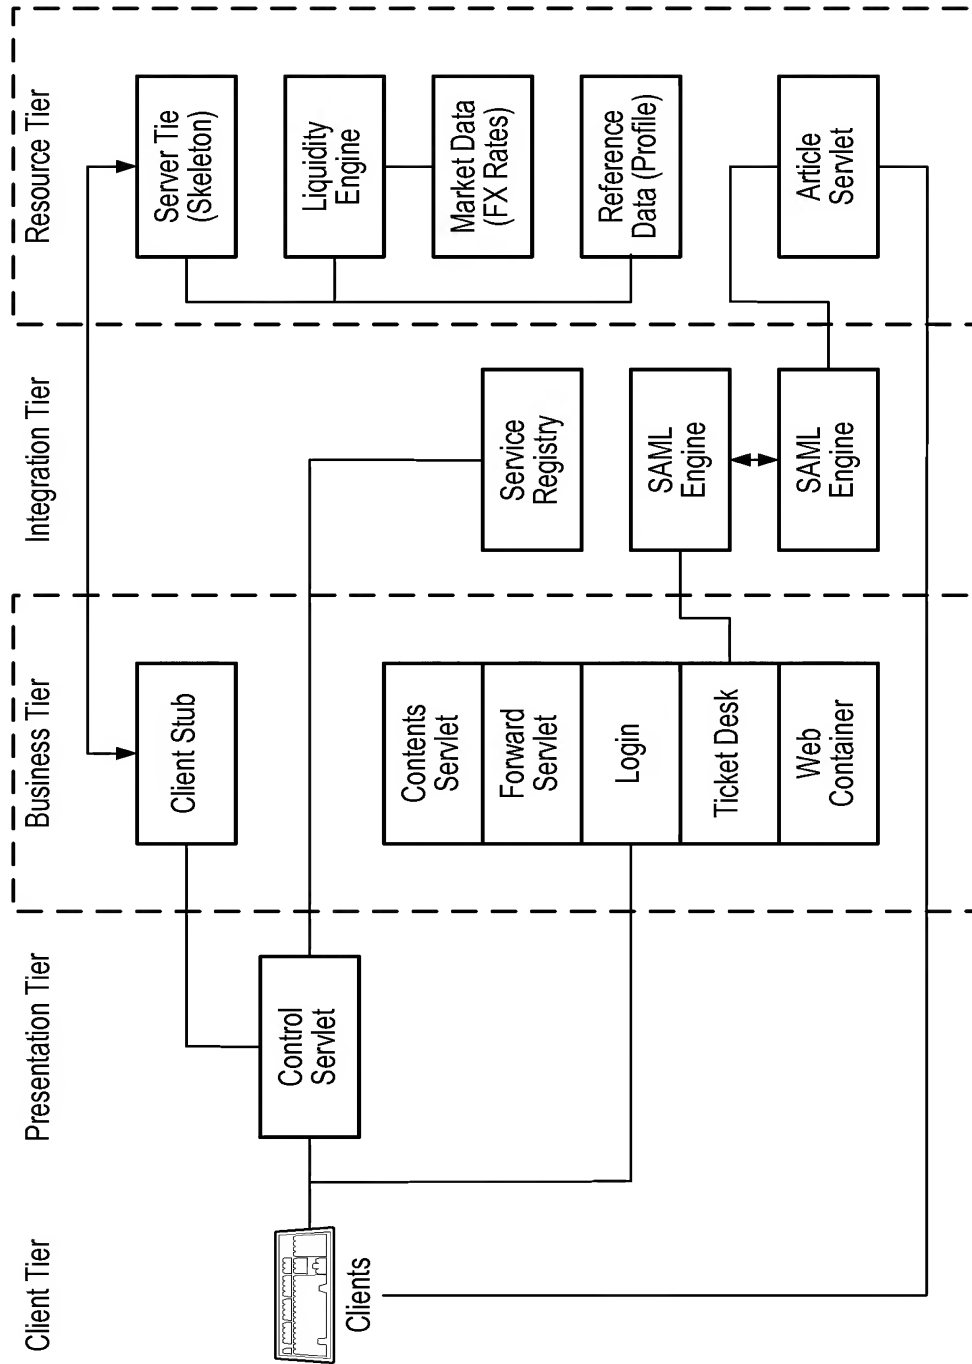 Client Tier
Presentation Tier
Business Tier
Integration Tier
Resource Tier
Clients
Control
Servlet
Client Stub
Contents
Servlet
Forward
Servlet
Login
Ticket Desk
Web
Container
Service
Registry
SAML
Engine
SAML
Engine
Server Tie
(Skeleton)
Liquidity
Engine
Market Data
(FX Rates)
Reference
Data (Profile)
Article
Servlet